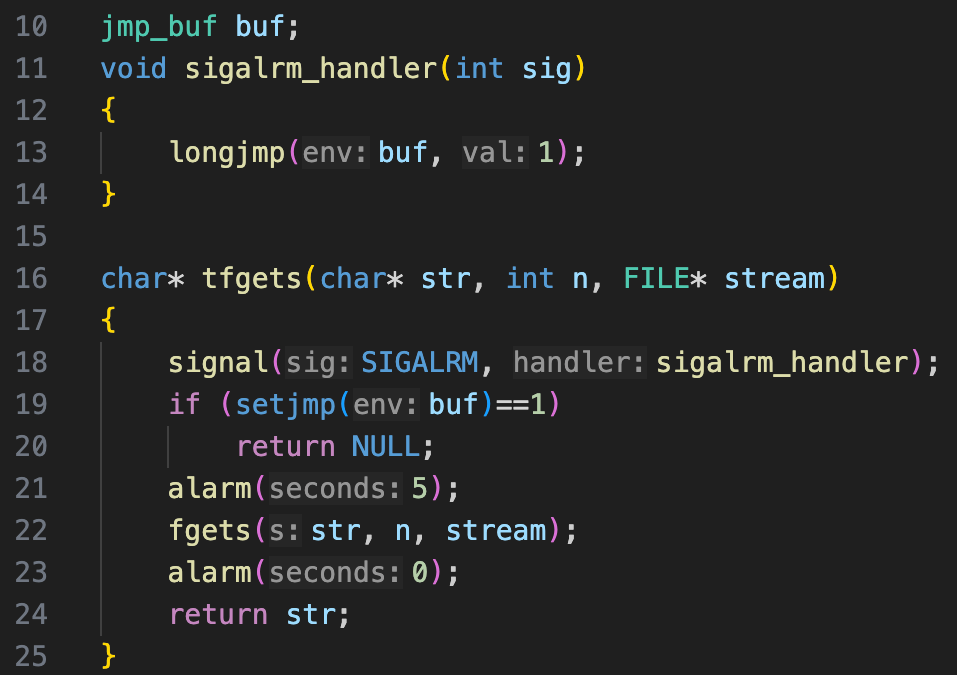 10 jmp_buf buf;
11 void sigalrm_handler(int sig)
12 {
13 longjmp(env: buf, val: 1);
14 }
15
16 char* tfgets(char* str, int n, FILE* stream)
17 {
18 signal(sig: SIGALRM, handler: sigalrm_handler);
19 if (setjmp(env: buf)==1)
20 return NULL;
21 alarm(seconds: 5);
22 fgets(s: str, n, stream);
23 alarm(seconds: 0);
24 return str;
25 }